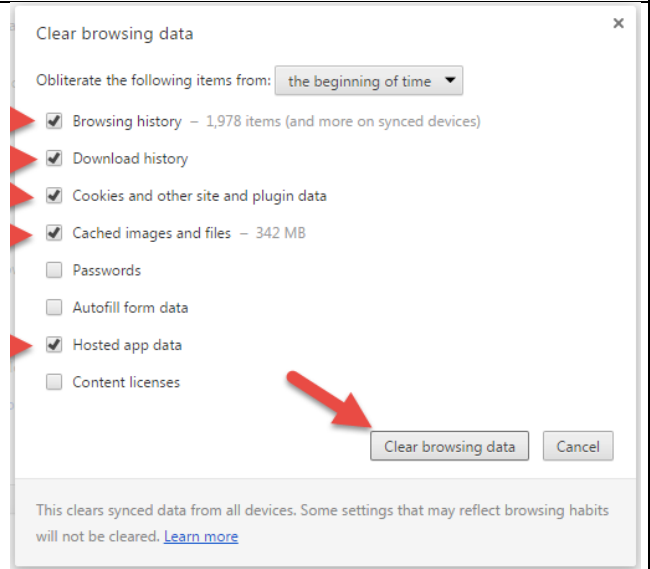 Clear browsing data
Obliterate the following items from: the beginning of time
Browsing history – 1,978 items (and more on synced devices)
Download history
Cookies and other site and plugin data
Cached images and files – 342 MB
Passwords
Autofill form data
Hosted app data
Content licenses
Clear browsing data Cancel
This clears synced data from all devices. Some settings that may reflect browsing habits
will not be cleared. Learn more